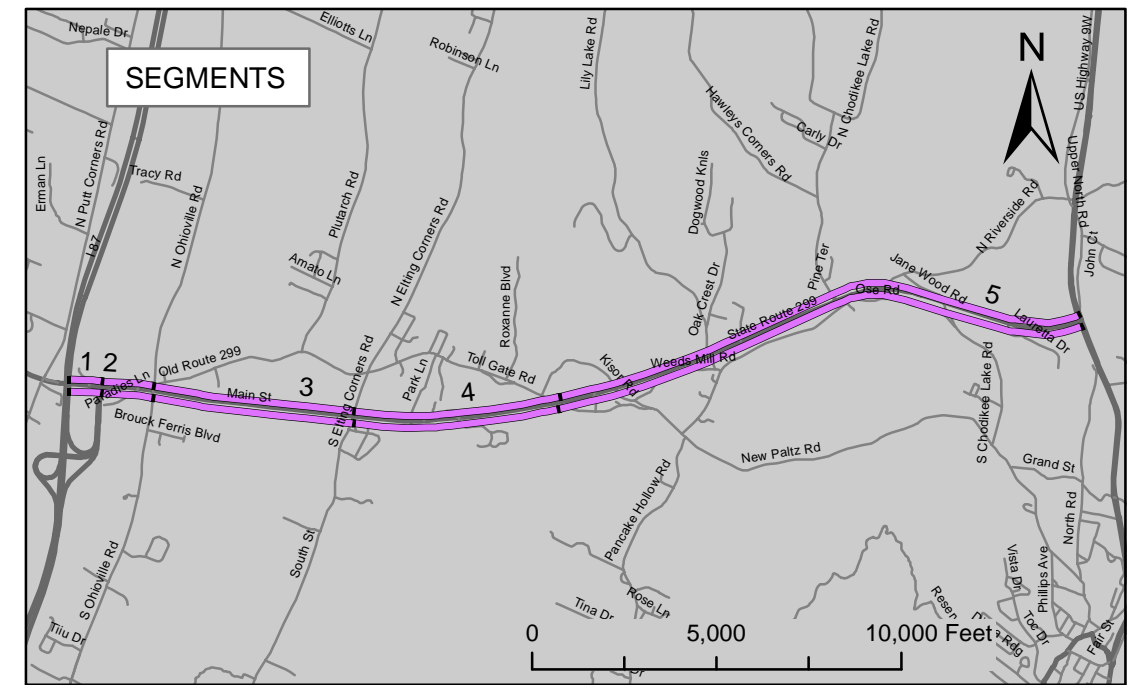 Nepale Dr
Elliotts Ln
Robinson Ln
Lily Lake Rd
N Chodikee Lake Rd
US Highway 9W
SEGMENTS
N
Hawleys Corners Rd
Carly Dr
Erman Ln
N Putt Corners Rd
Tracy Rd
N Ohioville Rd
Plutarch Rd
N Elting Corners Rd
Dogwood Knls
Upper North Rd
I 87
Amato Ln
Roxanne Blvd
Oak Crest Dr
Pine Ter
N Riverside Rd
John Ct
Jane Wood Rd
Ose Rd
5
Lauretta Dr
State Route 299
1 2
Old Route 299
Toll Gate Rd
Kisor Rd
Weeds Mill Rd
Paradies Ln
Main St
3
Park Ln
4
Brouck Ferris Blvd
S Elting Corners Rd
New Paltz Rd
S Chodikee Lake Rd
Grand St
Pancake Hollow Rd
North Rd
South St
S Ohioville Rd
Vista Dr
Phillips Ave
Rose Ln
Tina Dr
Toc Dr
Fair St
Tiiu Dr
0 5,000 10,000 Feet